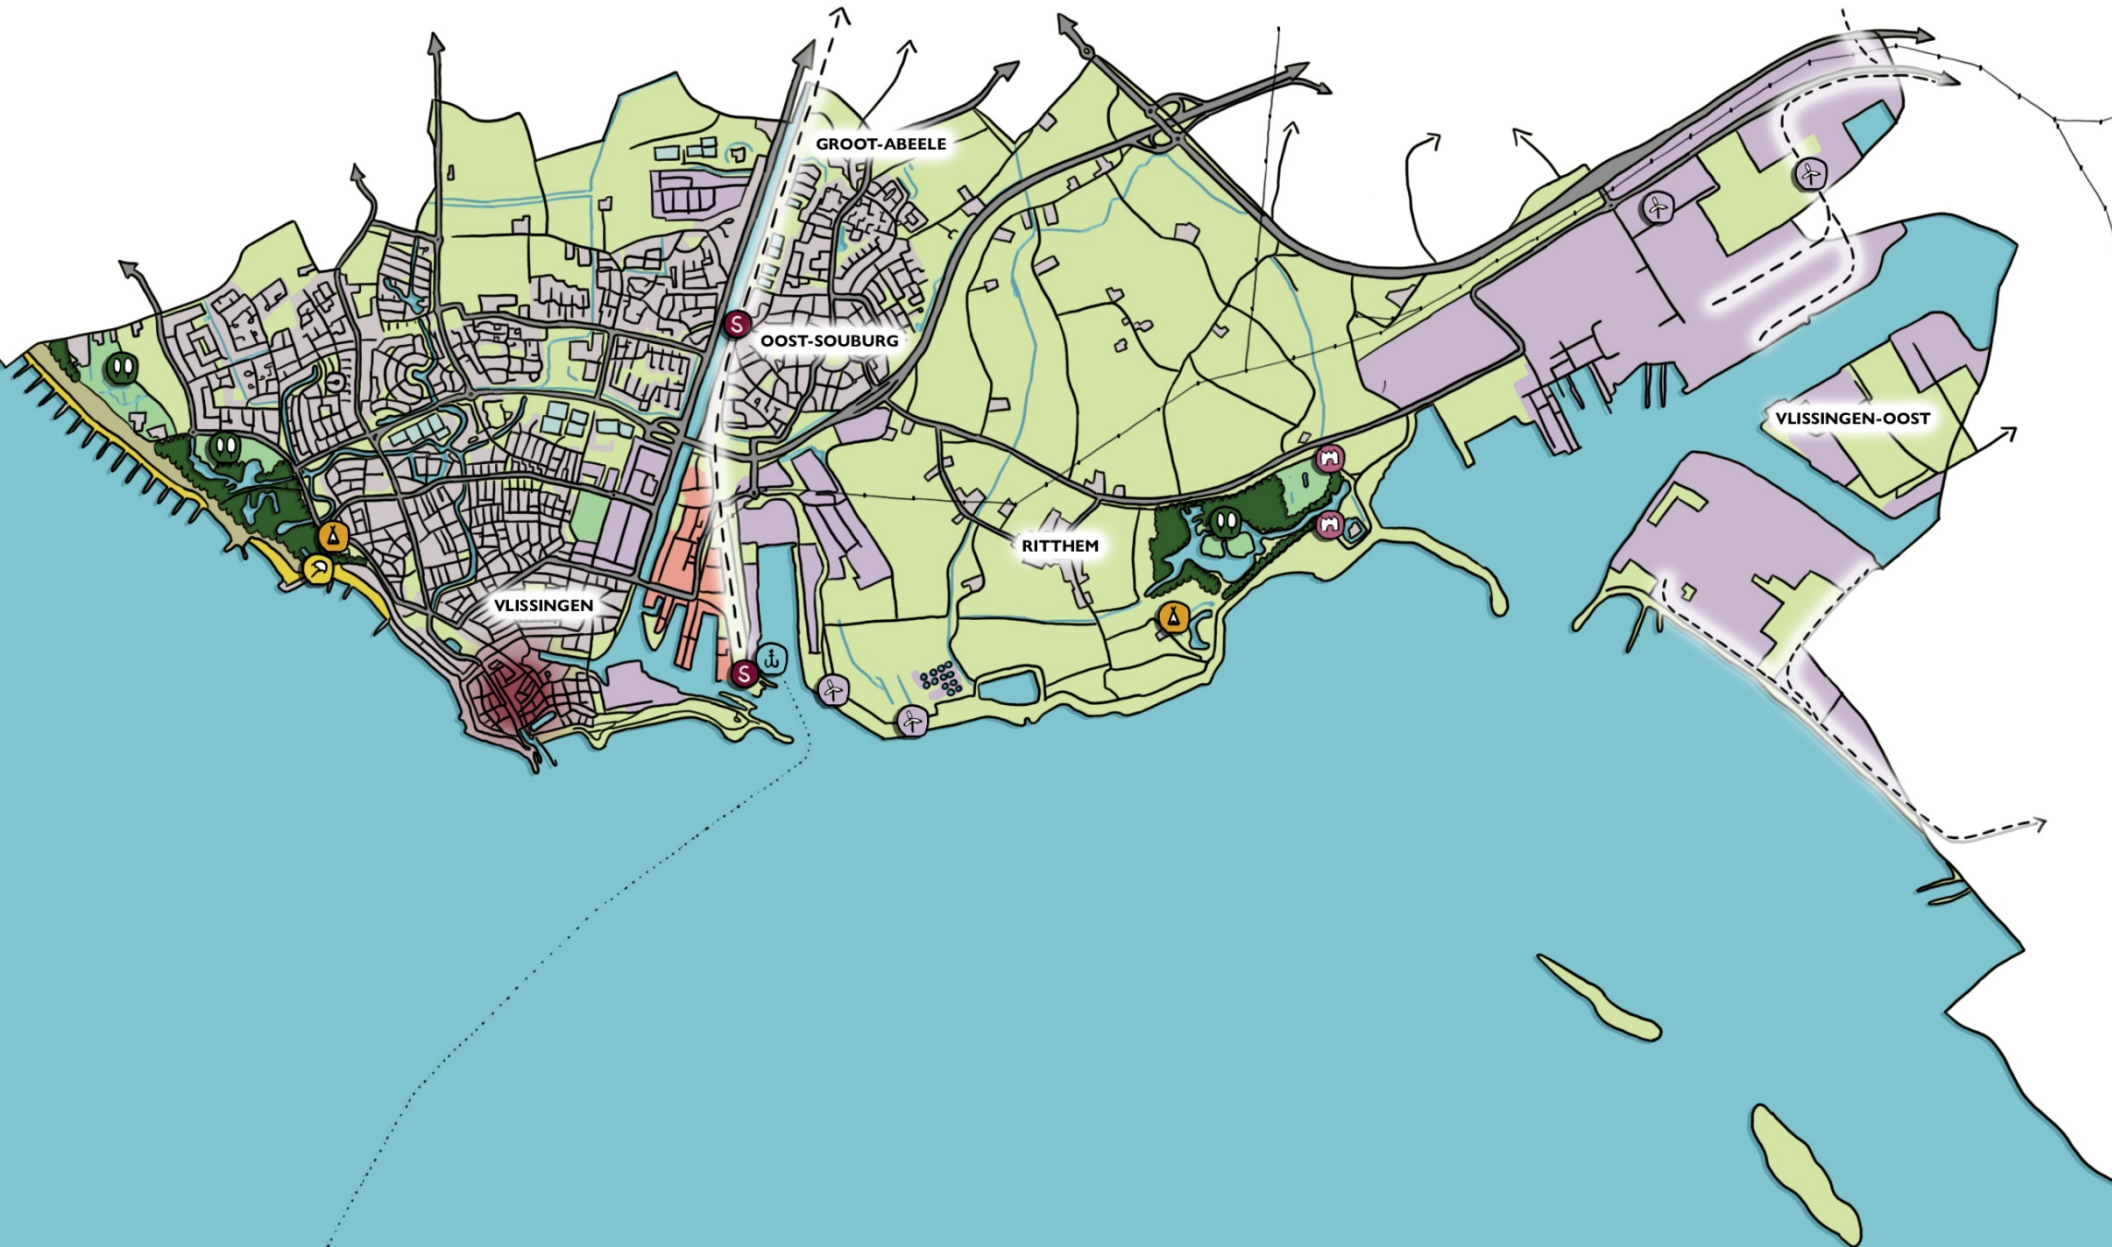 GROOT-ABEELE
S
OOST-SOUBURG
VLISSINGEN-OOST
RITTHEM
VLISSINGEN
S